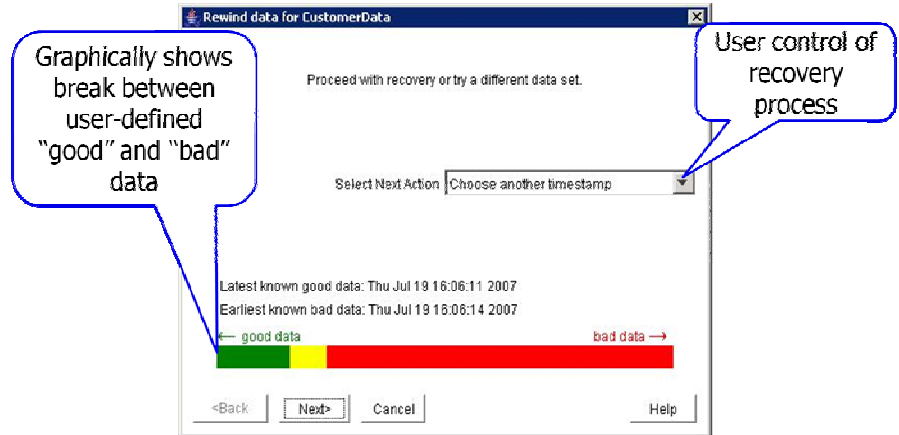 Rewind data for CustomerData
Graphically shows
break between
user-defined
“good” and “bad”
data
User control of
recovery
process
Proceed with recovery or try a different data set.
Select Next Action Choose another timestamp
Latest known good data: Thu Jul 19 16:06:11 2007
Earliest known bad data: Thu Jul 19 16:06:14 2007
← good data bad data →
<Back Next> Cancel Help